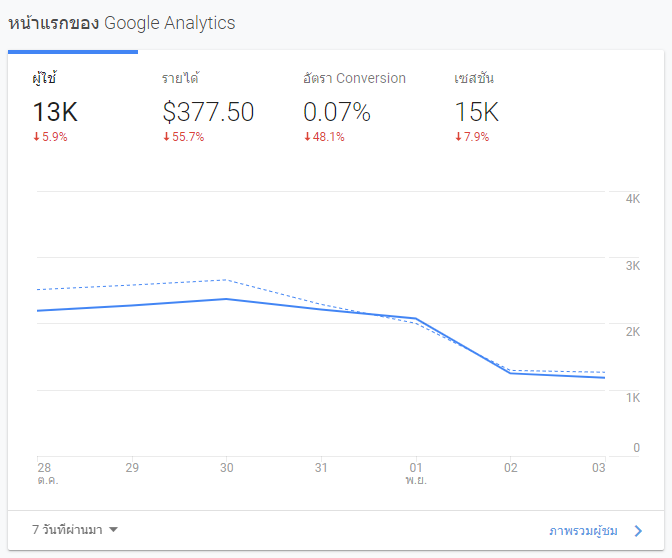 หน้าแรกของ Google Analytics
ผู้ใช้ รายได้ อัตรา Conversion เซสชัน
13K $377.50 0.07% 15K
↓5.9% ↓55.7% ↓48.1% ↓7.9%
4K
3K
2K
1K
0
28 29 30 31 01 02 03
ต.ค. พ.ย.
7 วันที่ผ่านมา ภาพรวมผู้ชม